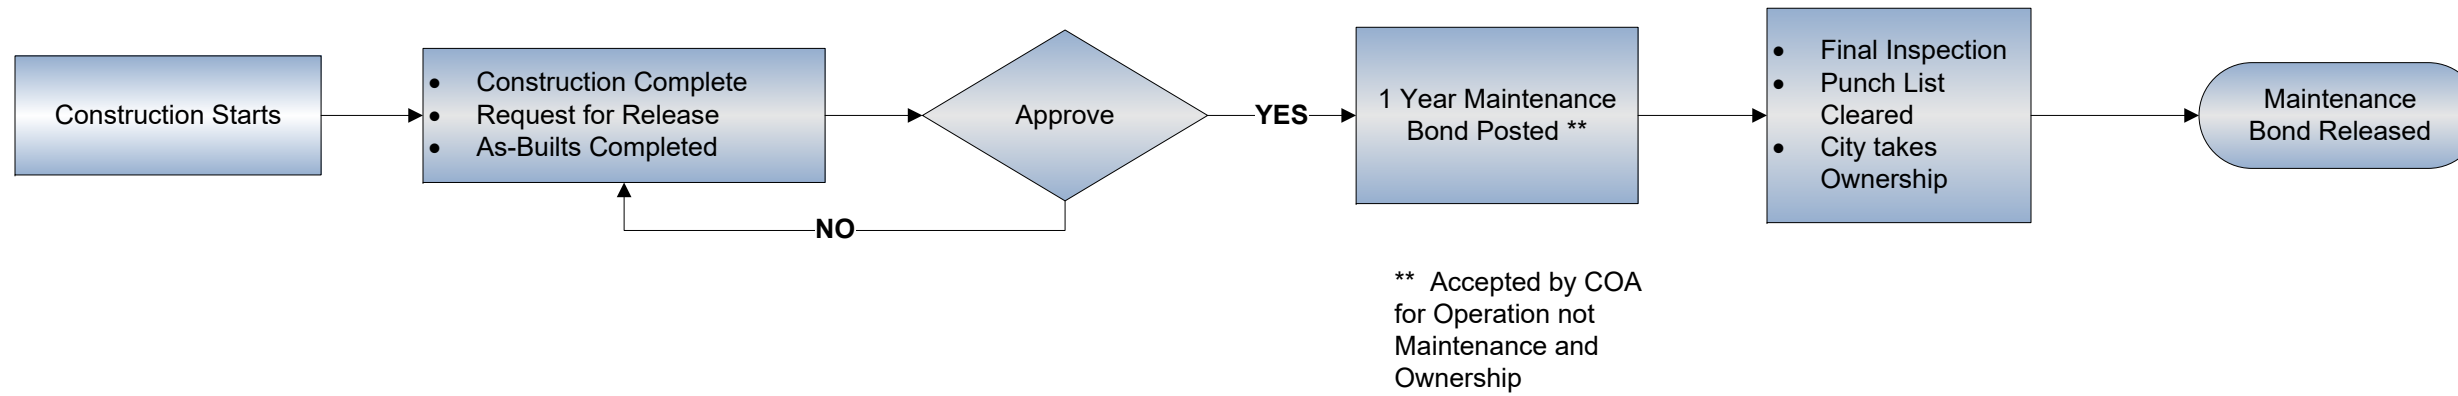 Construction Starts
• Construction Complete
• Request for Release
• As-Builts Completed
Approve
YES
NO
1 Year Maintenance
Bond Posted **
• Final Inspection
• Punch List
Cleared
• City takes
Ownership
Maintenance
Bond Released
** Accepted by COA
for Operation not
Maintenance and
Ownership